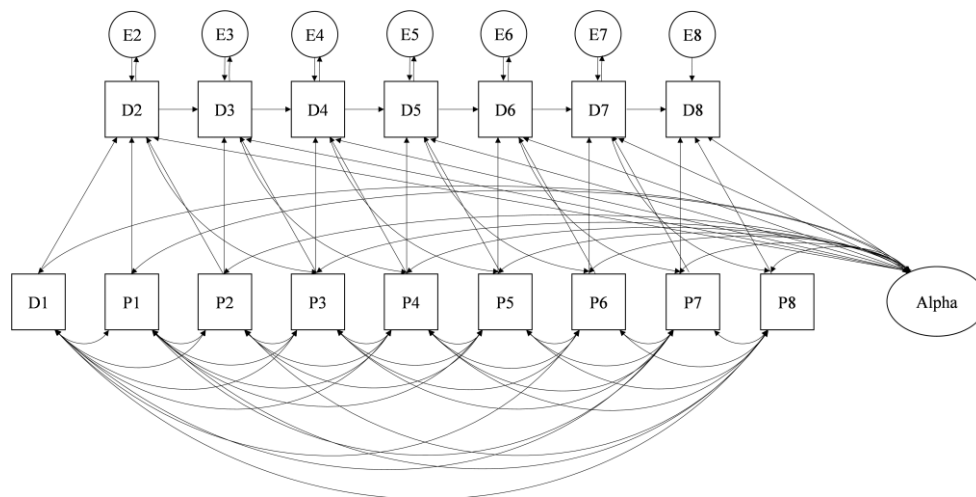 E2 E3 E4 E5 E6 E7 E8
D2 D3 D4 D5 D6 D7 D8
D1 P1 P2 P3 P4 P5 P6 P7 P8 Alpha